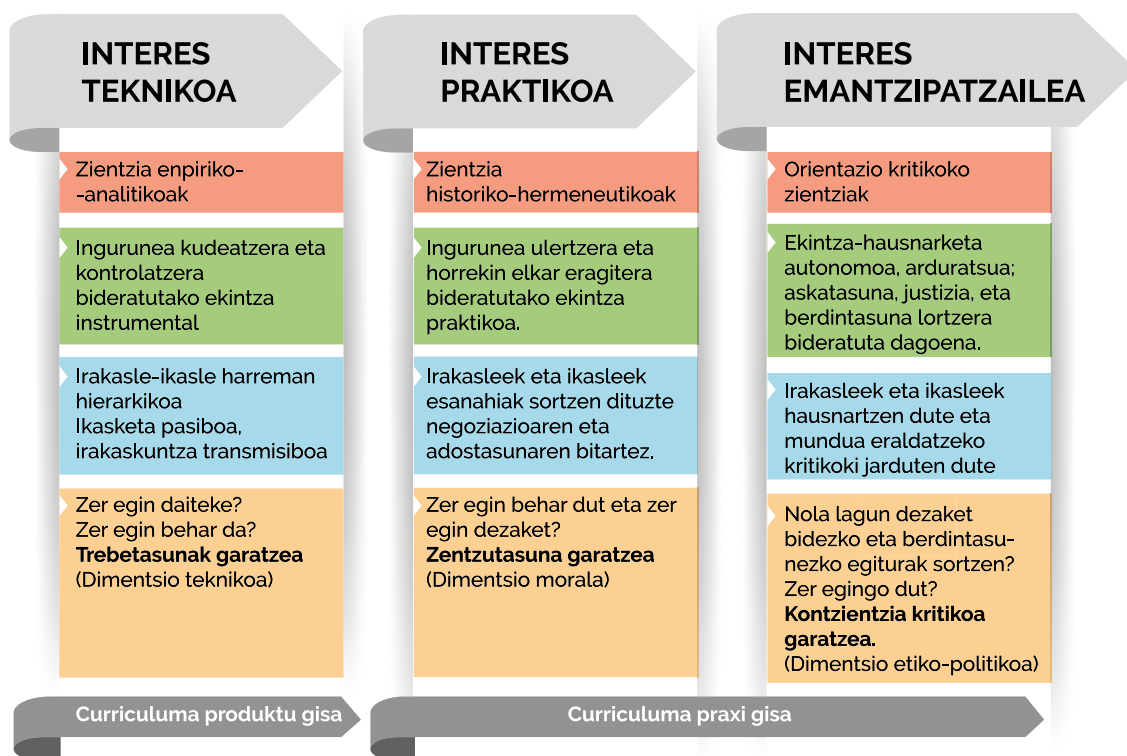 INTERES
TEKNIKOA
Zientzia enpiriko-
-analitikoak
Ingurunea kudeatzera eta
kontrolatzera
bideratutako ekintza
instrumental
Irakasle-ikasle harreman
hierarkikoa
Ikasketa pasiboa,
irakaskuntza transmisiboa
Zer egin daiteke?
Zer egin behar da?
Trebetasunak garatzea
(Dimentsio teknikoa)
INTERES
PRAKTIKOA
Zientzia
historiko-hermeneutikoak
Ingurunea ulertzera eta
horrekin elkar eragitera
bideratutako ekintza
praktikoa.
Irakasleek eta ikasleek
esanahiak sortzen dituzte
negoziazioaren eta
adostasunaren bitartez.
Zer egin behar dut eta zer
egin dezaket?
Zentzutasuna garatzea
(Dimentsio morala)
INTERES
EMANTZIPATZAILEA
Orientazio kritikoko
zientziak
Ekintza-hausnarketa
autonomoa, arduratsua;
askatasuna, justizia, eta
berdintasuna lortzera
bideratuta dagoena.
Irakasleek eta ikasleek
hausnartzen dute eta
mundua eraldatzeko
kritikoki jarduten dute
Nola lagun dezaket
bidezko eta berdintasu-
nezko egiturak sortzen?
Zer egingo dut?
Kontzientzia kritikoa
garatzea.
(Dimentsio etiko-politikoa)
Curriculuma produktu gisa
Curriculuma praxi gisa